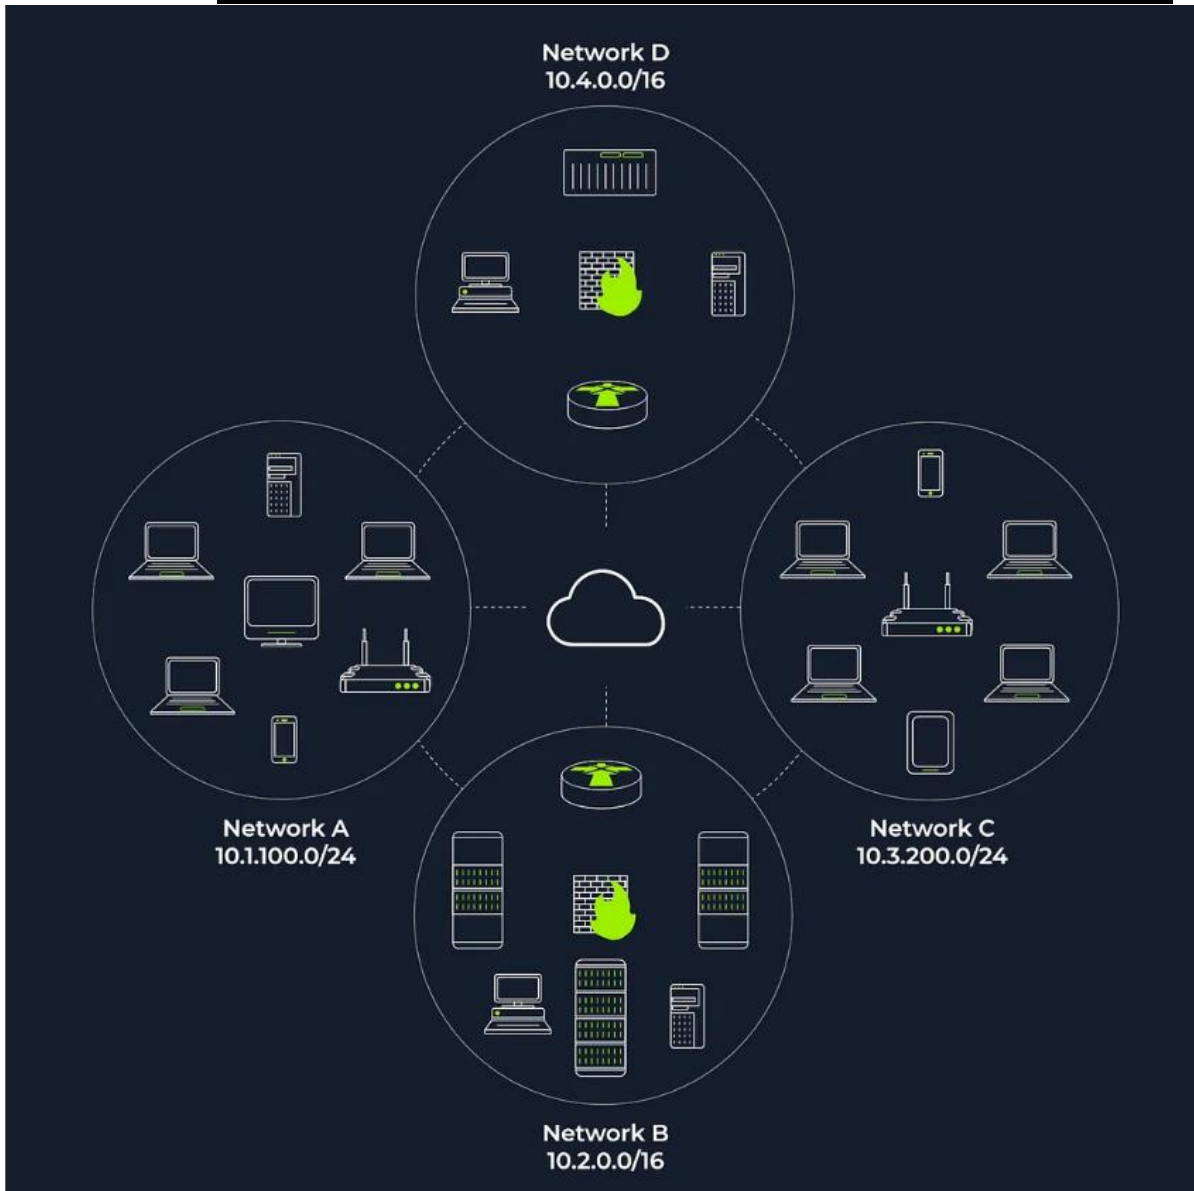 Network D
10.4.0.0/16
Network A
10.1.100.0/24
Network C
10.3.200.0/24
Network B
10.2.0.0/16